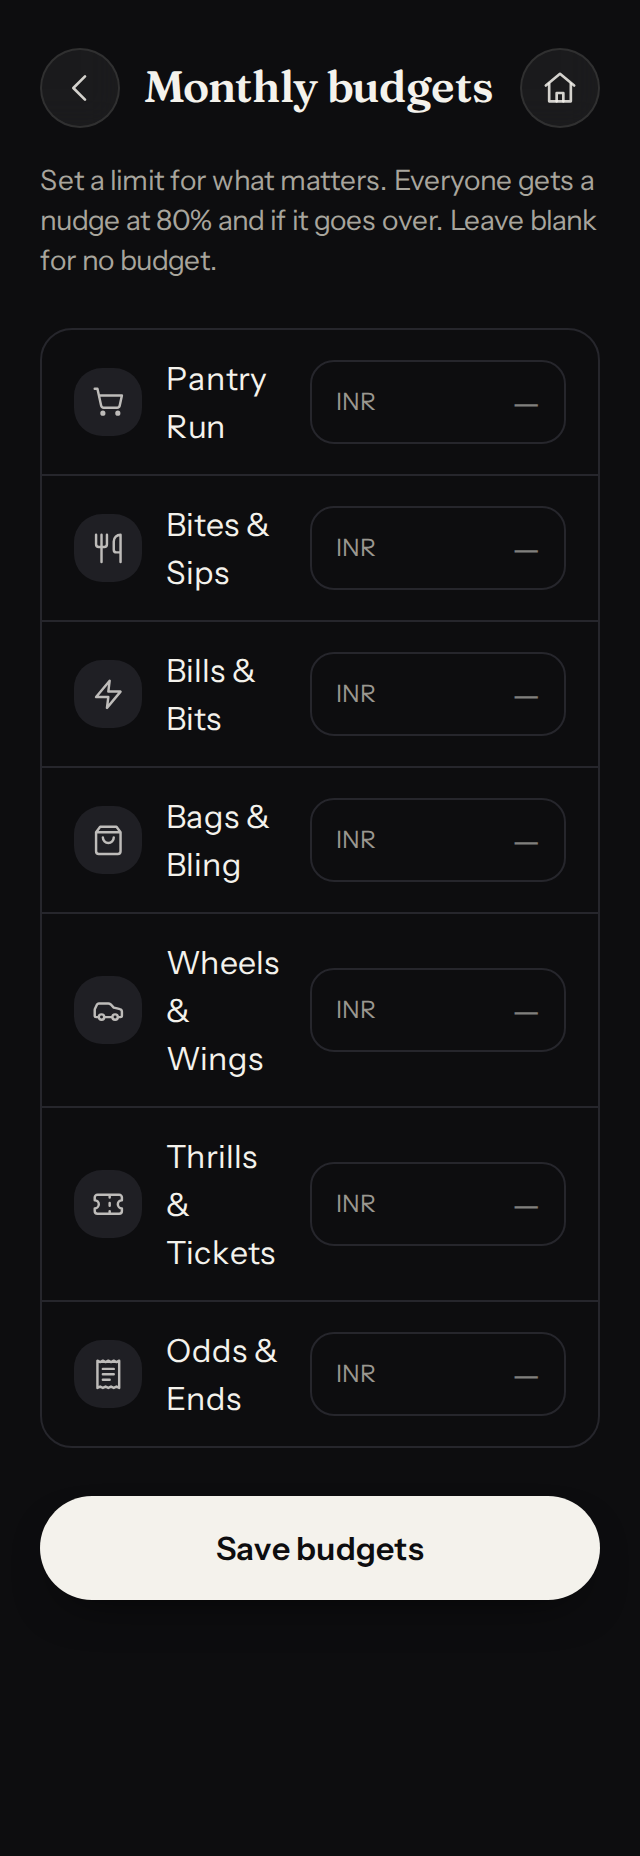 Monthly budgets
Set a limit for what matters. Everyone gets a
nudge at 80% and if it goes over. Leave blank
for no budget.
Pantry
Run
INR —
Bites &
Sips
INR —
Bills &
Bits
INR —
Bags &
Bling
INR —
Wheels
&
Wings
INR —
Thrills
&
Tickets
INR —
Odds &
Ends
INR —
Save budgets